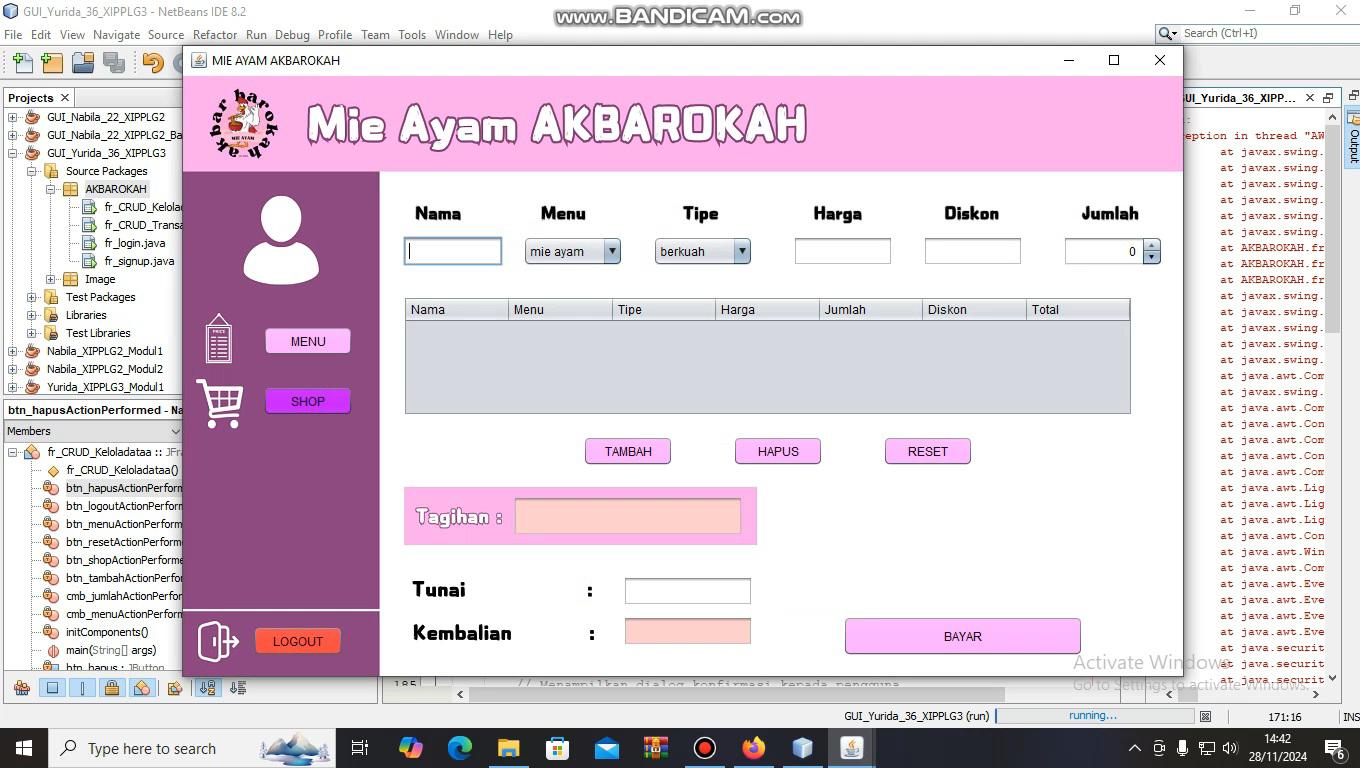 GUI_Yurida_36_XIPPLG3 - NetBeans IDE 8.2
www.BANDICAM.com
File Edit View Navigate Source Refactor Run Debug Profile Team Tools Window Help
Search (Ctrl+I)
MIE AYAM AKBAROKAH
Projects
GUI_Nabila_22_XIPPLG2
GUI_Nabila_22_XIPPLG2_Ba
GUI_Yurida_36_XIPPLG3
Source Packages
AKBAROKAH
fr_CRUD_Kelolad
fr_CRUD_Transa
fr_login.java
fr_signup.java
Image
Test Packages
Libraries
Test Libraries
Nabila_XIPPLG2_Modul1
Nabila_XIPPLG2_Modul2
Yurida_XIPPLG3_Modul1
btn_hapusActionPerformed - Na
Members
fr_CRUD_Keloladataa :: JFra
fr_CRUD_Keloladataa()
btn_hapusActionPerform
btn_logoutActionPerform
btn_menuActionPerform
btn_resetActionPerforme
btn_shopActionPerforme
btn_tambahActionPerfor
cmb_jumlahActionPerfor
cmb_menuActionPerform
initComponents()
main(String[] args)
btn_hapus : JButton
akbar barokah
MIE AYAM
Mie Ayam AKBAROKAH
PRICE
MENU
SHOP
LOGOUT
Nama Menu Tipe Harga Diskon Jumlah
mie ayam berkuah 0
Nama Menu Tipe Harga Jumlah Diskon Total
TAMBAH HAPUS RESET
Tagihan :
Tunai :
Kembalian :
BAYAR
GUI_Yurida_36_XIPP...
Output
eption in thread "AW
at javax.swing.
at javax.swing.
at javax.swing.
at javax.swing.
at javax.swing.
at javax.swing.
at AKBAROKAH.fr
at AKBAROKAH.fr
at AKBAROKAH.fr
at javax.swing.
at javax.swing.
at javax.swing.
at javax.swing.
at javax.swing.
at java.awt.Com
at javax.swing.
at java.awt.Com
at java.awt.Con
at java.awt.Com
at java.awt.Con
at java.awt.Com
at java.awt.Lig
at java.awt.Lig
at java.awt.Lig
at java.awt.Con
at java.awt.Win
at java.awt.Com
at java.awt.Eve
at java.awt.Eve
at java.awt.Eve
at java.awt.Eve
at java.securit
at java.securit
at java.securit
Activate Windows
Go to Settings to activate Windows.
185 // Menampilkan dialog konfirmasi kepada pengguna
GUI_Yurida_36_XIPPLG3 (run) running... 171:16 INS
Type here to search
14:42
28/11/2024
6